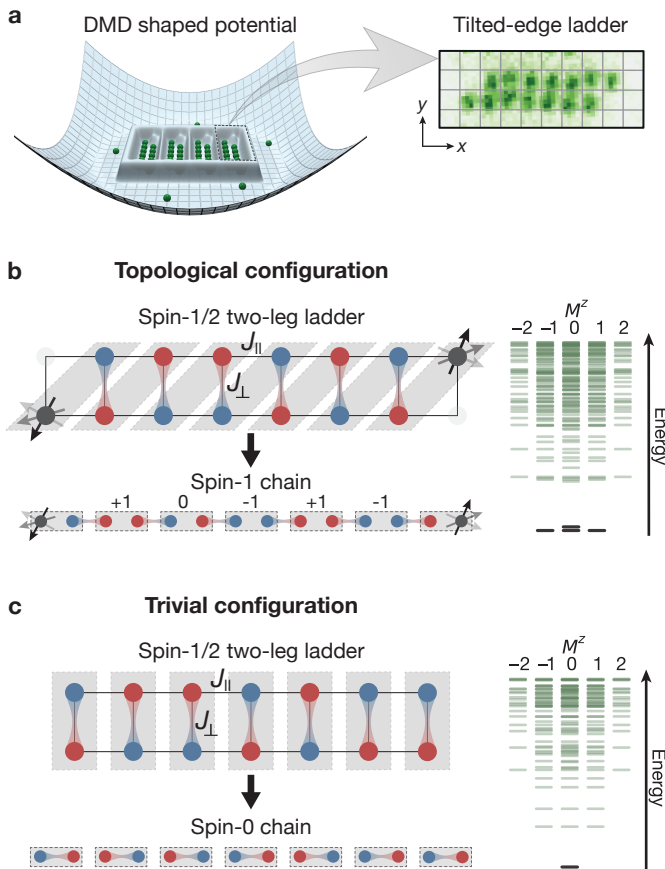 a
DMD shaped potential
Tilted-edge ladder
y
x
b Topological configuration
Spin-1/2 two-leg ladder
J∥
J⊥
Spin-1 chain
+1 0 -1 +1 -1
M^z
−2 −1 0 1 2
Energy
c Trivial configuration
Spin-1/2 two-leg ladder
J∥
J⊥
Spin-0 chain
M^z
−2 −1 0 1 2
Energy